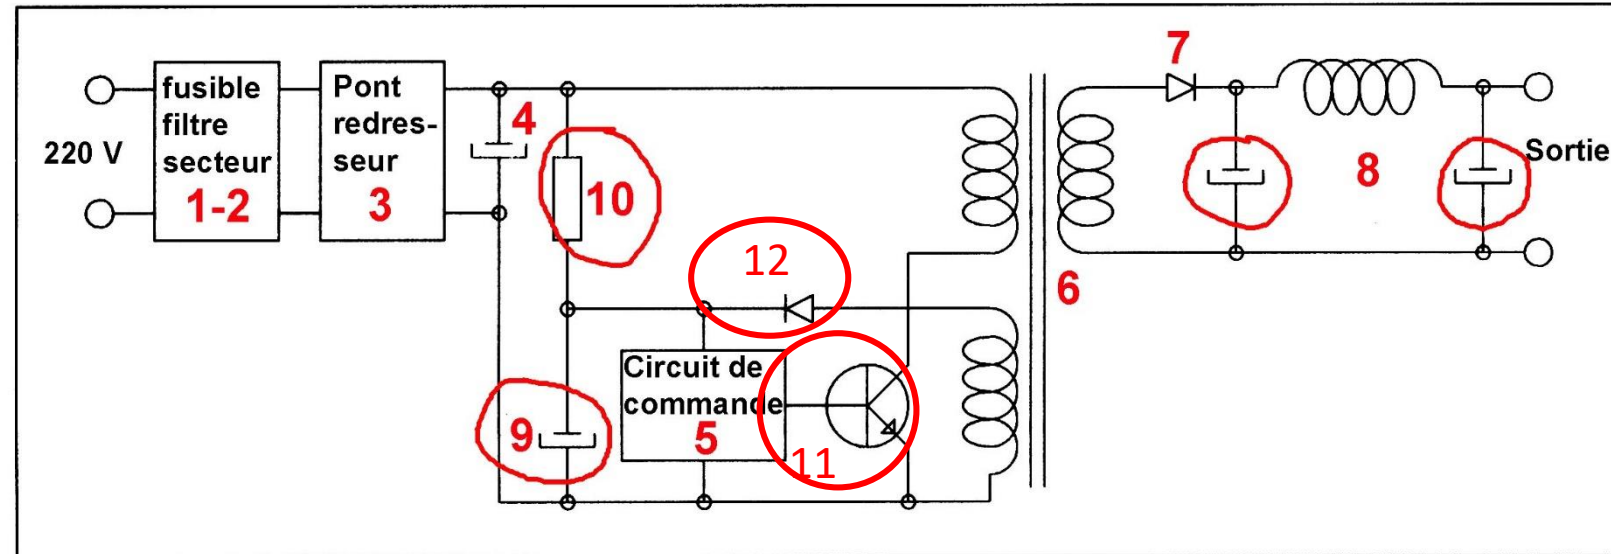 220 V
fusible
filtre
secteur
1-2
Pont
redres-
seur
3
4
10
12
9
Circuit de
commande
5
11
6
7
8
Sortie